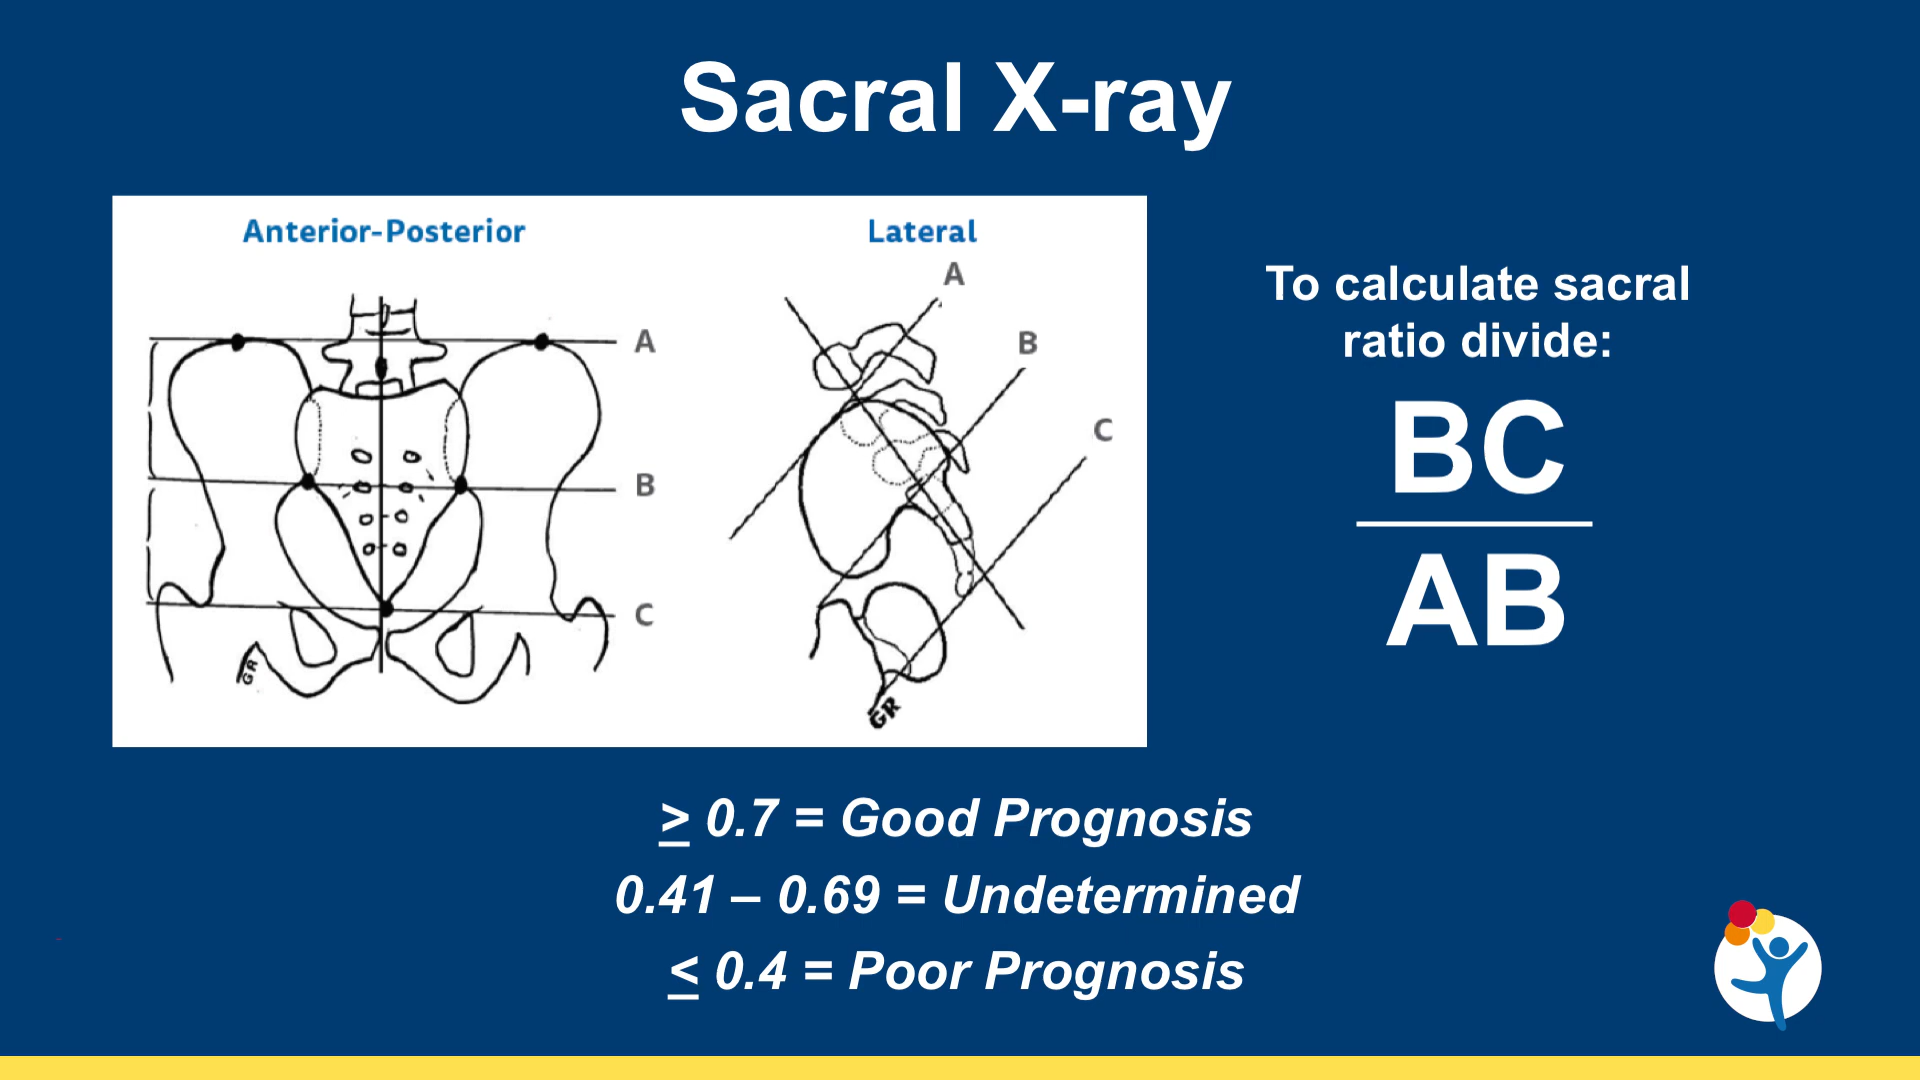 Sacral X-ray
Anterior-Posterior
A
B
C
GR
Lateral
A
B
C
GR
To calculate sacral
ratio divide:
BC
AB
≥ 0.7 = Good Prognosis
0.41 – 0.69 = Undetermined
≤ 0.4 = Poor Prognosis